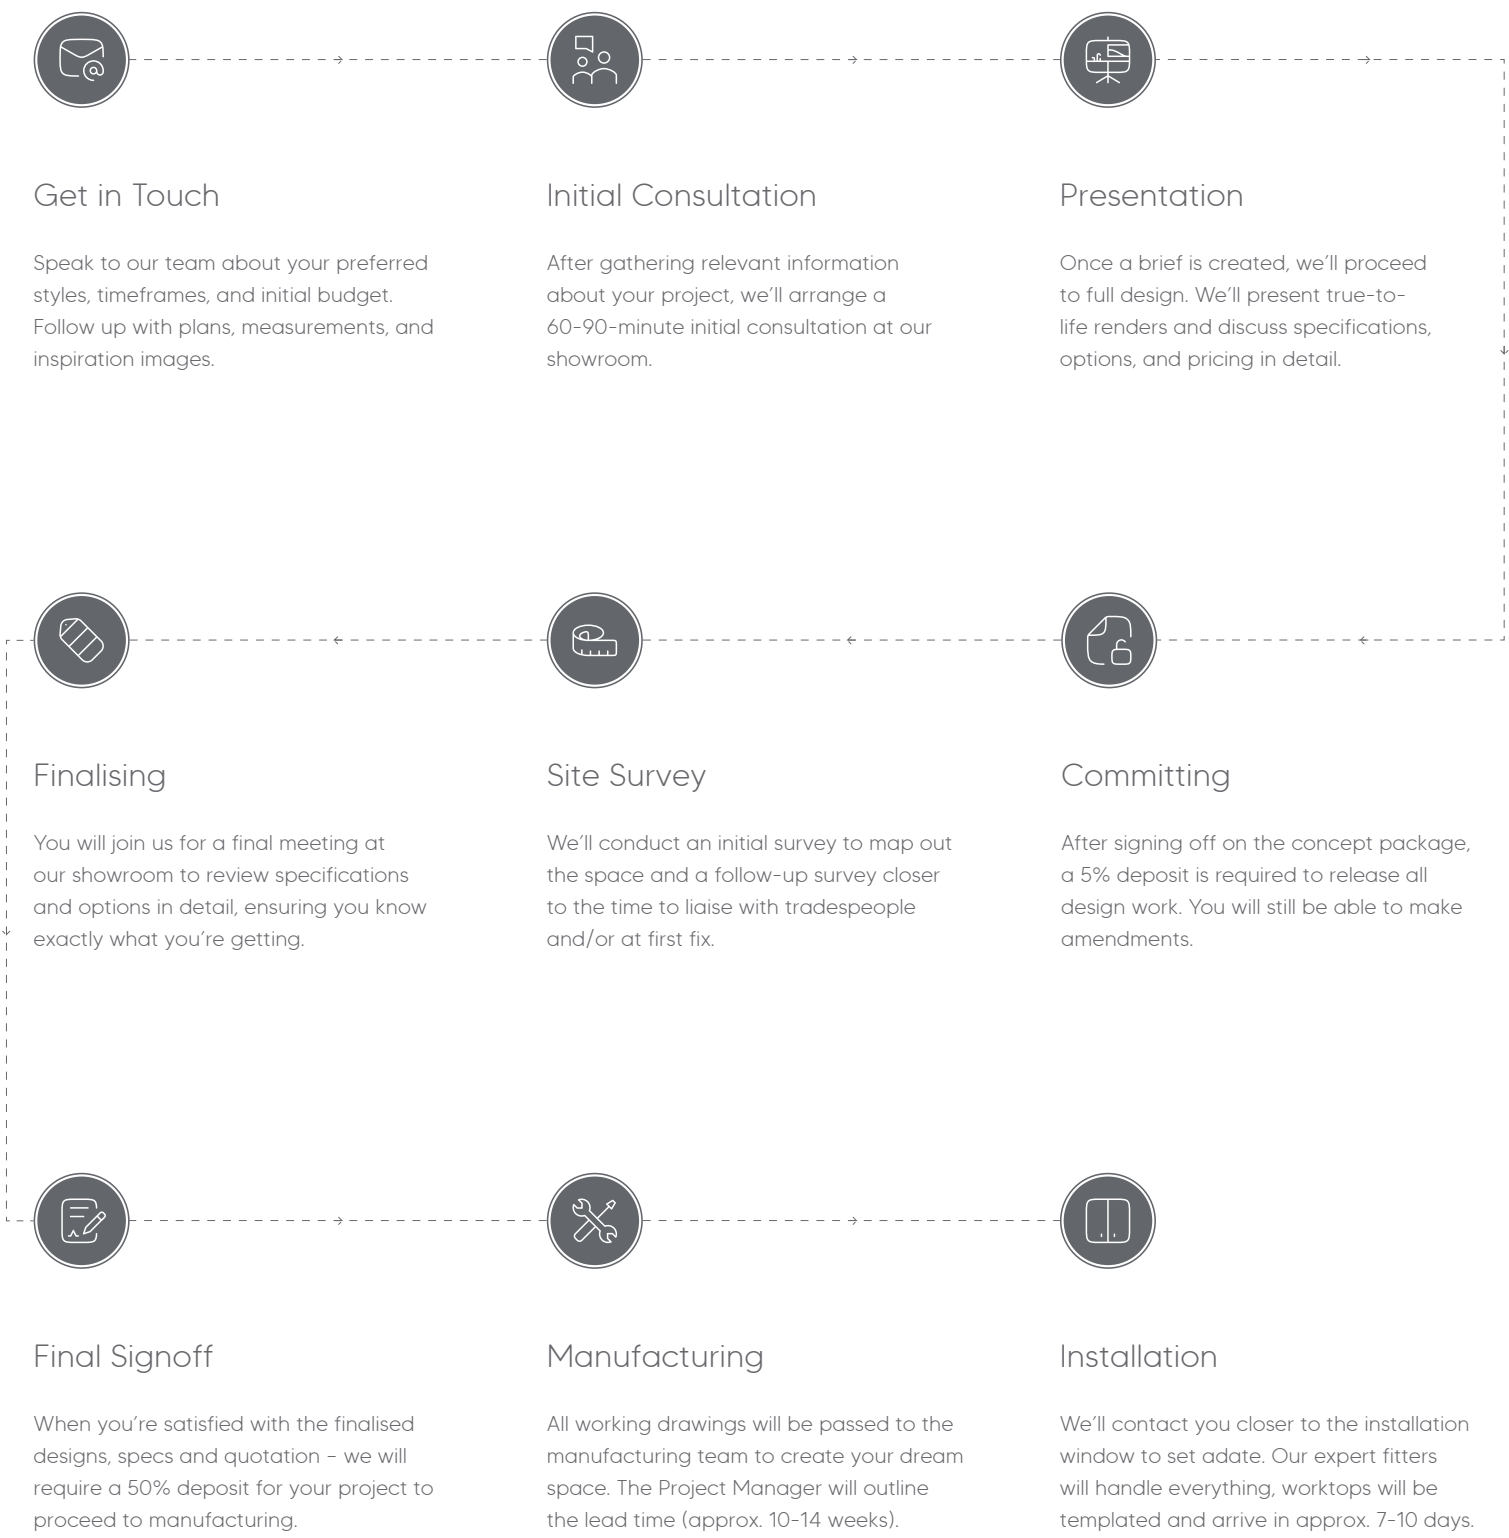 Get in Touch
Speak to our team about your preferred
styles, timeframes, and initial budget.
Follow up with plans, measurements, and
inspiration images.
Initial Consultation
After gathering relevant information
about your project, we’ll arrange a
60-90-minute initial consultation at our
showroom.
Presentation
Once a brief is created, we’ll proceed
to full design. We’ll present true-to-
life renders and discuss specifications,
options, and pricing in detail.
Committing
After signing off on the concept package,
a 5% deposit is required to release all
design work. You will still be able to make
amendments.
Site Survey
We’ll conduct an initial survey to map out
the space and a follow-up survey closer
to the time to liaise with tradespeople
and/or at first fix.
Finalising
You will join us for a final meeting at
our showroom to review specifications
and options in detail, ensuring you know
exactly what you’re getting.
Final Signoff
When you’re satisfied with the finalised
designs, specs and quotation – we will
require a 50% deposit for your project to
proceed to manufacturing.
Manufacturing
All working drawings will be passed to the
manufacturing team to create your dream
space. The Project Manager will outline
the lead time (approx. 10-14 weeks).
Installation
We’ll contact you closer to the installation
window to set adate. Our expert fitters
will handle everything, worktops will be
templated and arrive in approx. 7-10 days.